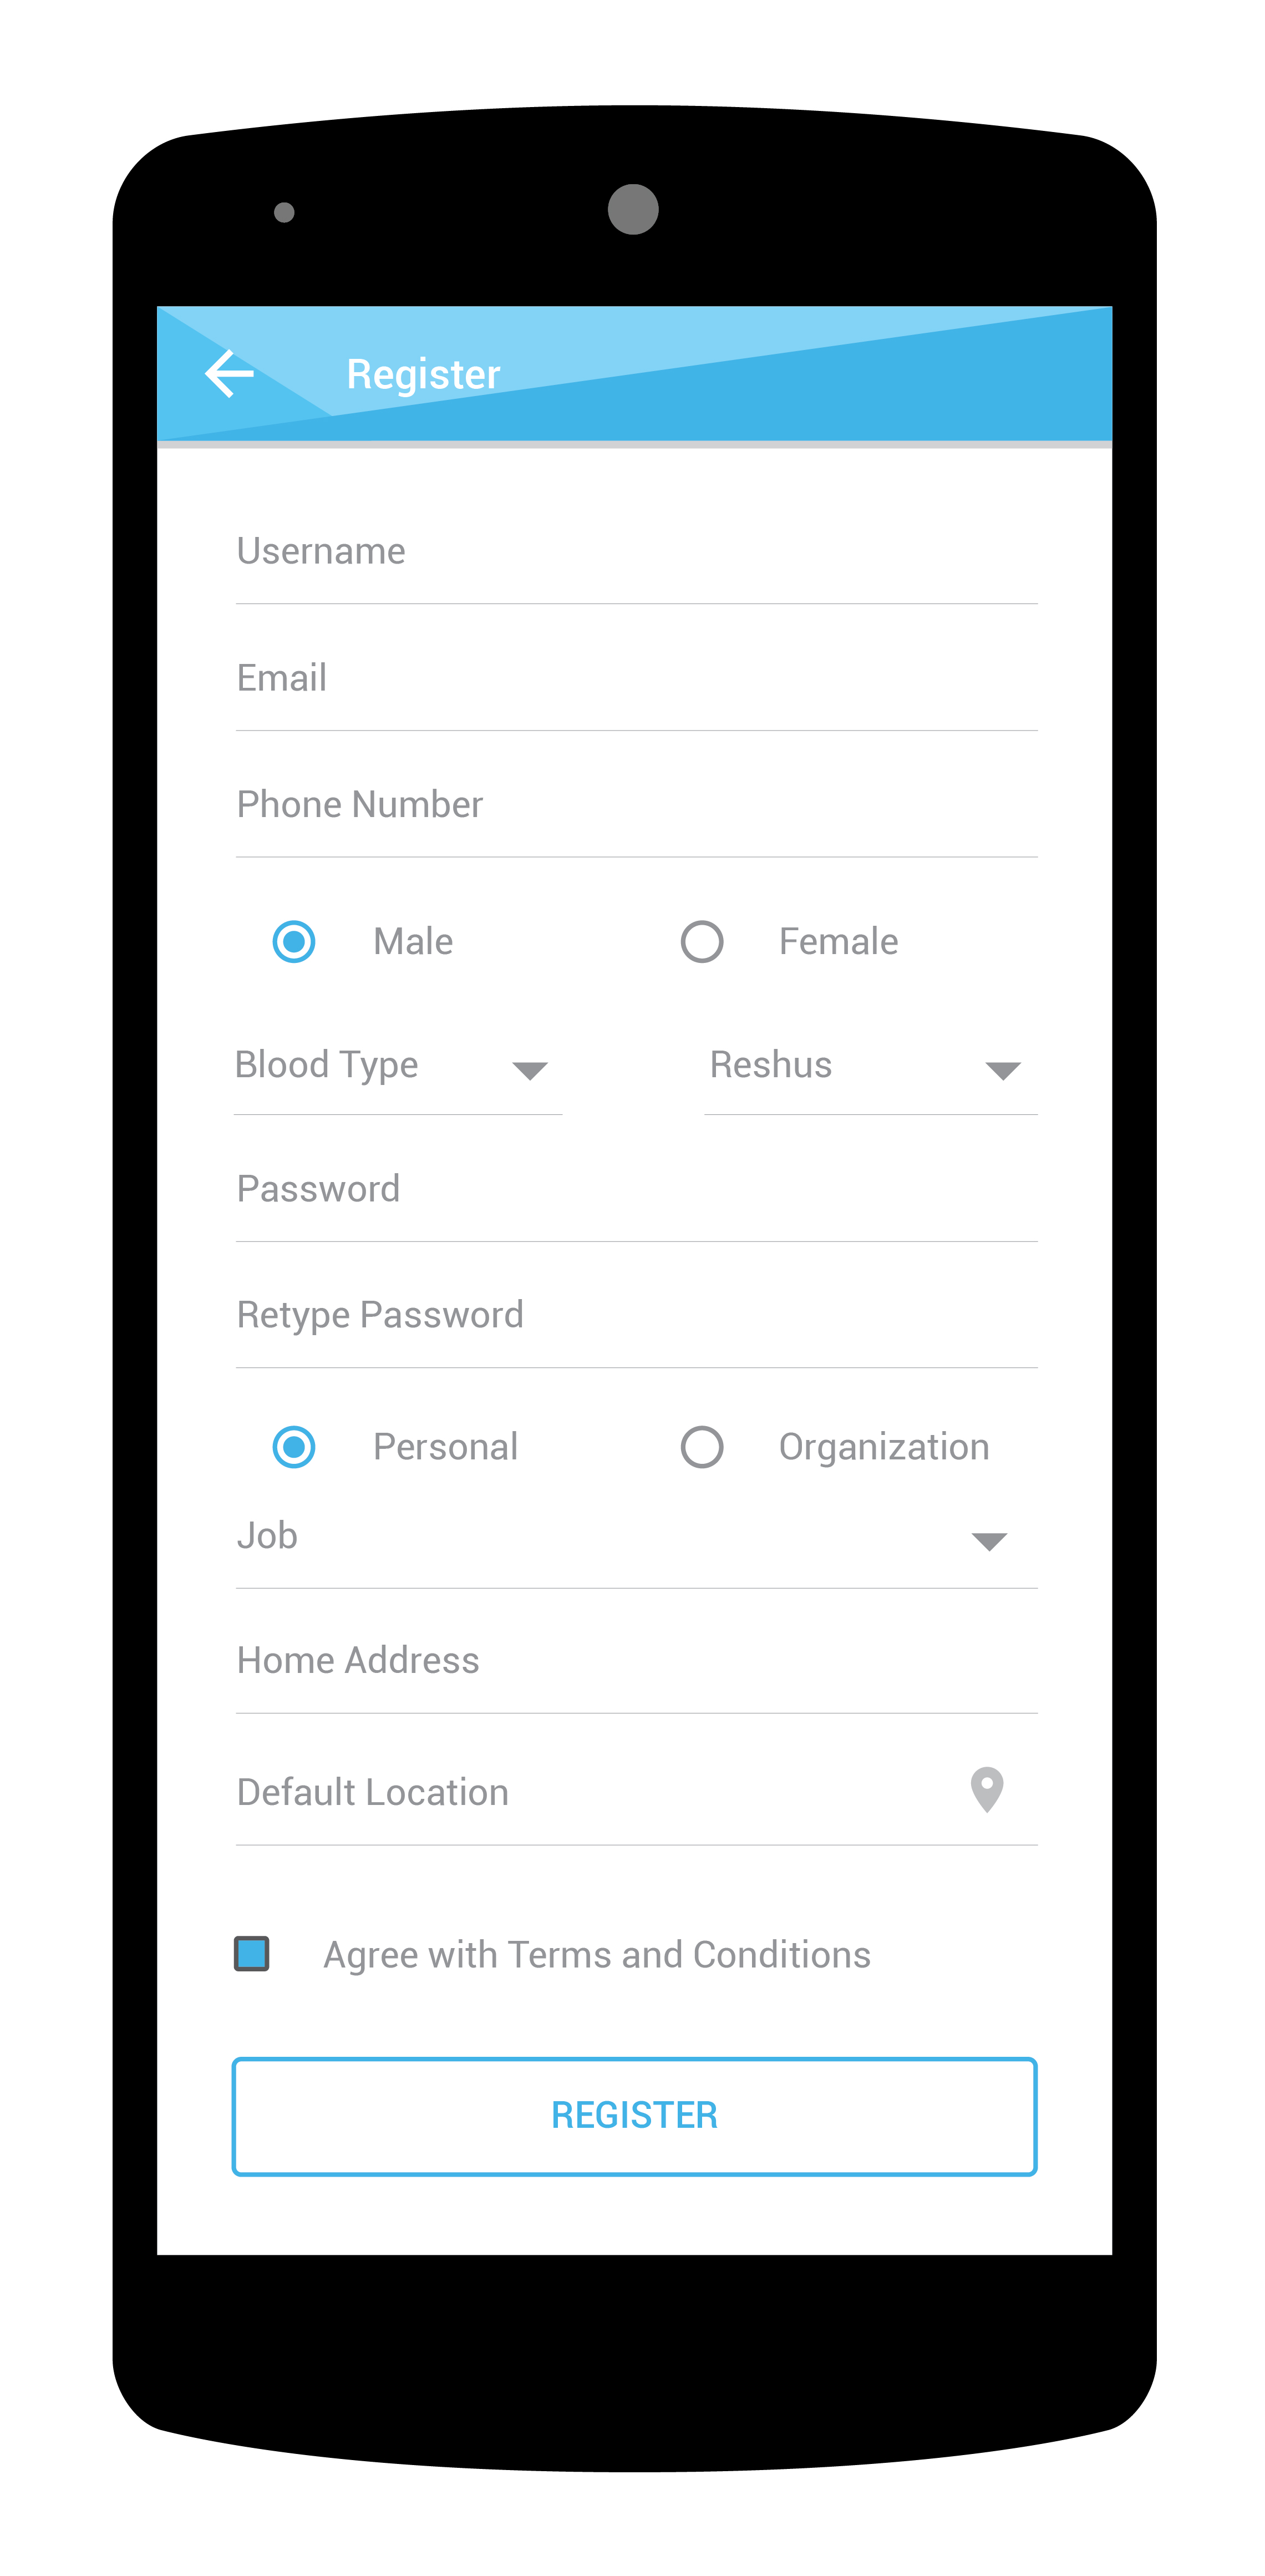 Register
Username
Email
Phone Number
Male Female
Blood Type Reshus
Password
Retype Password
Personal Organization
Job
Home Address
Default Location
Agree with Terms and Conditions
REGISTER